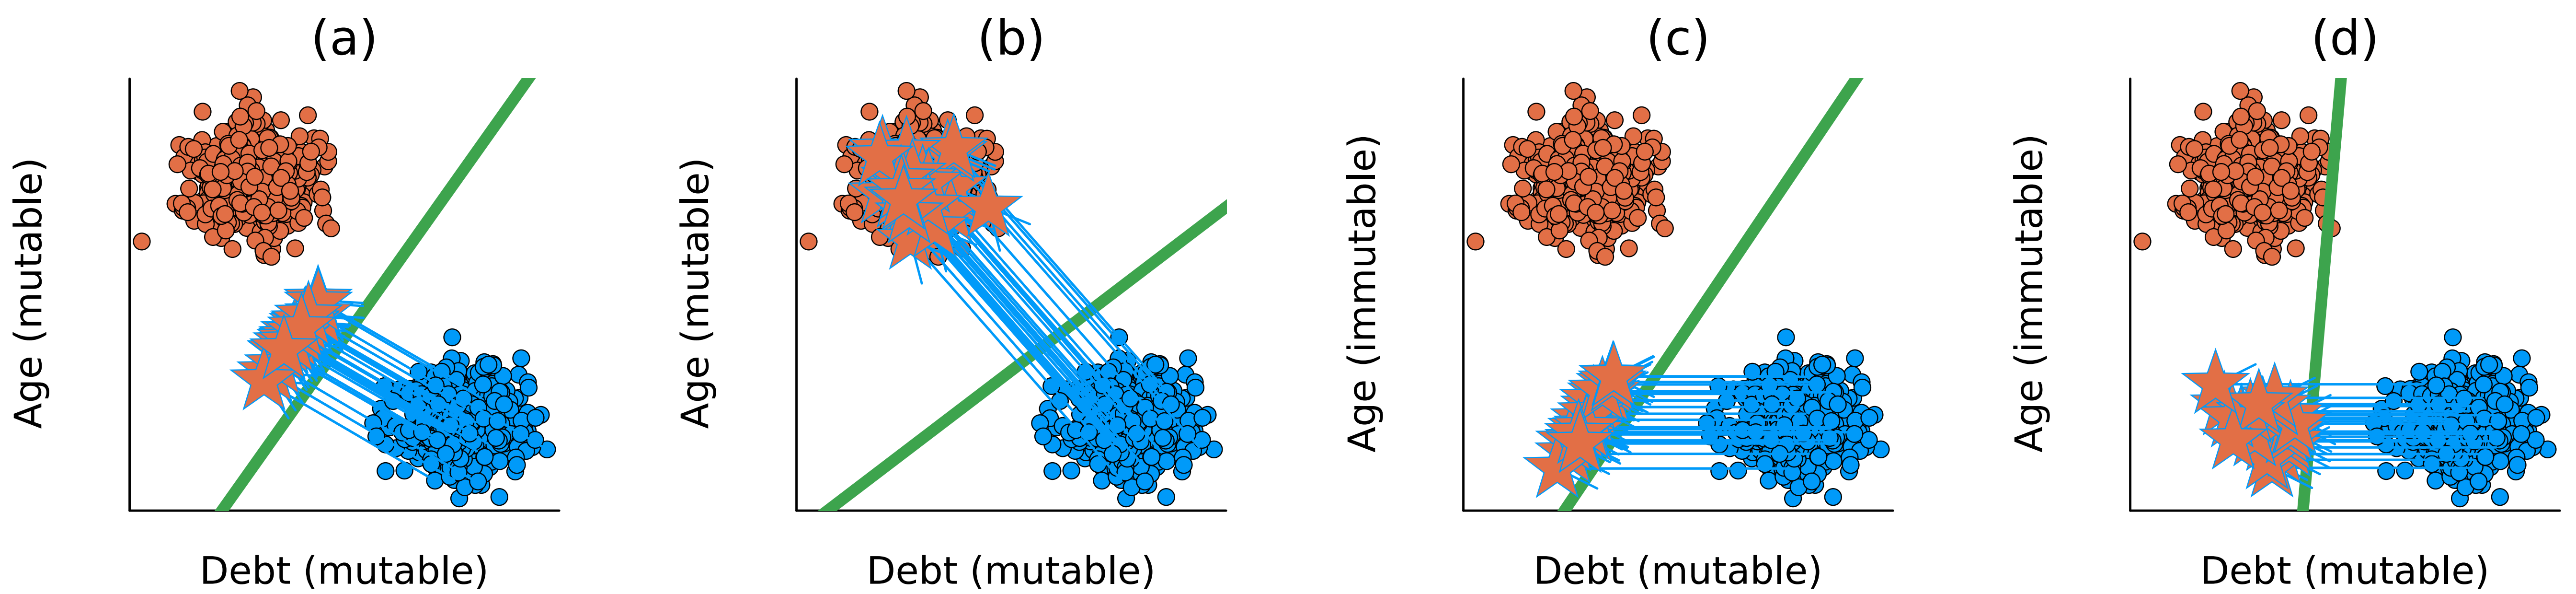 (a)
Age (mutable)
Debt (mutable)
(b)
Age (mutable)
Debt (mutable)
(c)
Age (immutable)
Debt (mutable)
(d)
Age (immutable)
Debt (mutable)